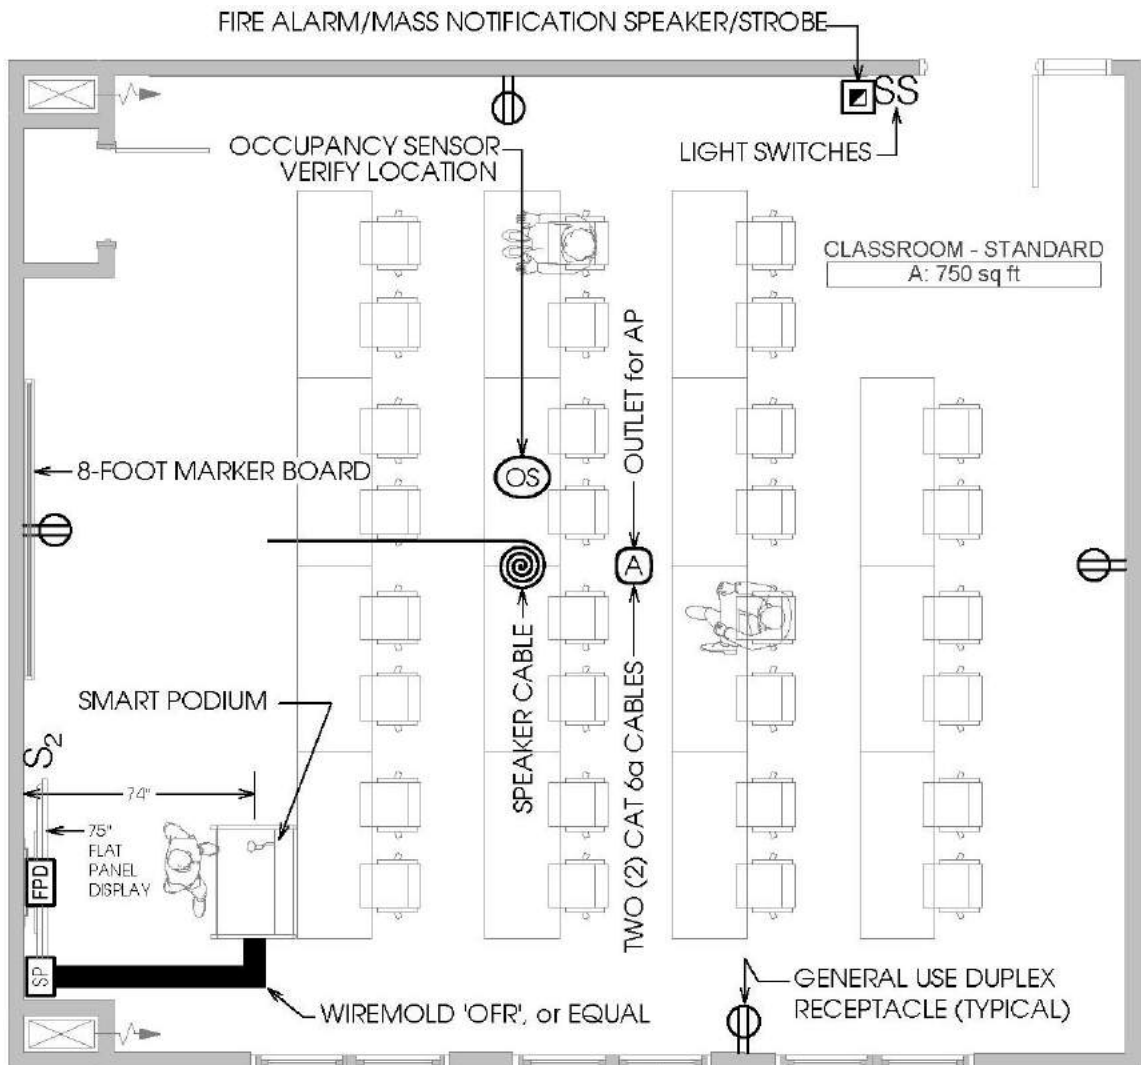 FIRE ALARM/MASS NOTIFICATION SPEAKER/STROBE
SS
OCCUPANCY SENSOR
VERIFY LOCATION
LIGHT SWITCHES
CLASSROOM - STANDARD
A: 750 sq ft
OUTLET for AP
8-FOOT MARKER BOARD
OS
A
SPEAKER CABLE
TWO (2) CAT 6a CABLES
SMART PODIUM
S2
74"
75"
FLAT
PANEL
DISPLAY
FPD
SP
GENERAL USE DUPLEX
RECEPTACLE (TYPICAL)
WIREMOLD 'OFR', or EQUAL